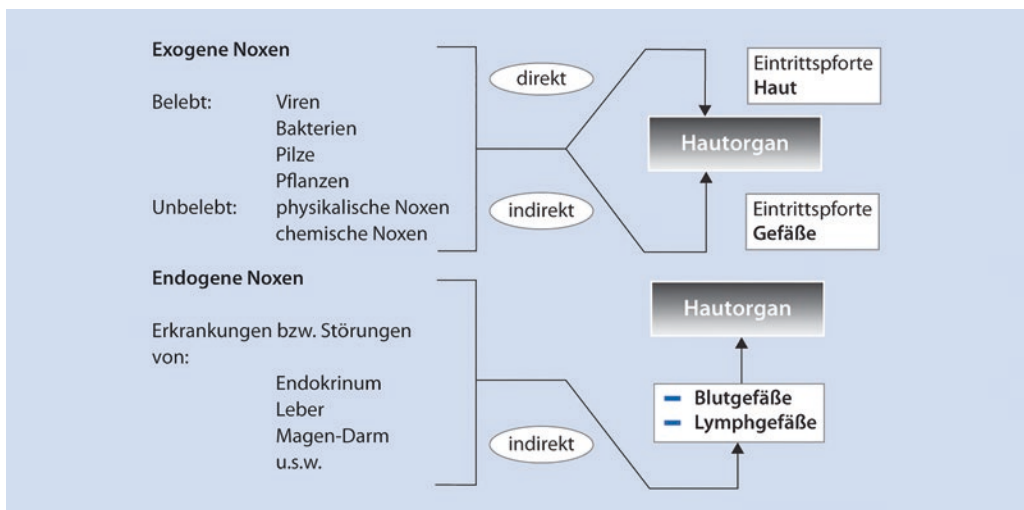 Exogene Noxen
Belebt: Viren
Bakterien
Pilze
Pflanzen
Unbelebt: physikalische Noxen
chemische Noxen
direkt
indirekt
Eintrittspforte
Haut
Hautorgan
Eintrittspforte
Gefäße
Endogene Noxen
Erkrankungen bzw. Störungen
von:
Endokrinum
Leber
Magen-Darm
u.s.w.
indirekt
Hautorgan
Blutgefäße
Lymphgefäße